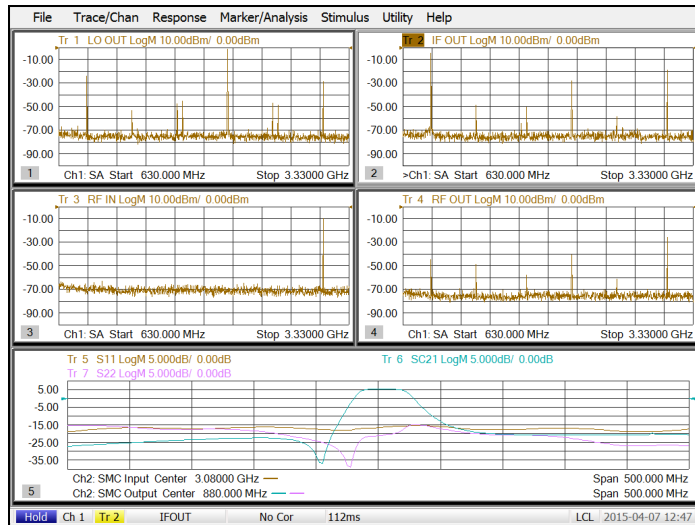 File Trace/Chan Response Marker/Analysis Stimulus Utility Help
Tr 1 LO OUT LogM 10.00dBm/ 0.00dBm
-10.00
-30.00
-50.00
-70.00
-90.00
1 Ch1: SA Start 630.000 MHz Stop 3.33000 GHz
Tr 2 IF OUT LogM 10.00dBm/ 0.00dBm
-10.00
-30.00
-50.00
-70.00
-90.00
2 >Ch1: SA Start 630.000 MHz Stop 3.33000 GHz
Tr 3 RF IN LogM 10.00dBm/ 0.00dBm
-10.00
-30.00
-50.00
-70.00
-90.00
3 Ch1: SA Start 630.000 MHz Stop 3.33000 GHz
Tr 4 RF OUT LogM 10.00dBm/ 0.00dBm
-10.00
-30.00
-50.00
-70.00
-90.00
4 Ch1: SA Start 630.000 MHz Stop 3.33000 GHz
Tr 5 S11 LogM 5.000dB/ 0.00dB Tr 6 SC21 LogM 5.000dB/ 0.00dB
Tr 7 S22 LogM 5.000dB/ 0.00dB
5.00
-5.00
-15.00
-25.00
-35.00
Ch2: SMC Input Center 3.08000 GHz Span 500.000 MHz
5 Ch2: SMC Output Center 880.000 MHz Span 500.000 MHz
Hold Ch 1 Tr 2 IFOUT No Cor 112ms LCL 2015-04-07 12:47